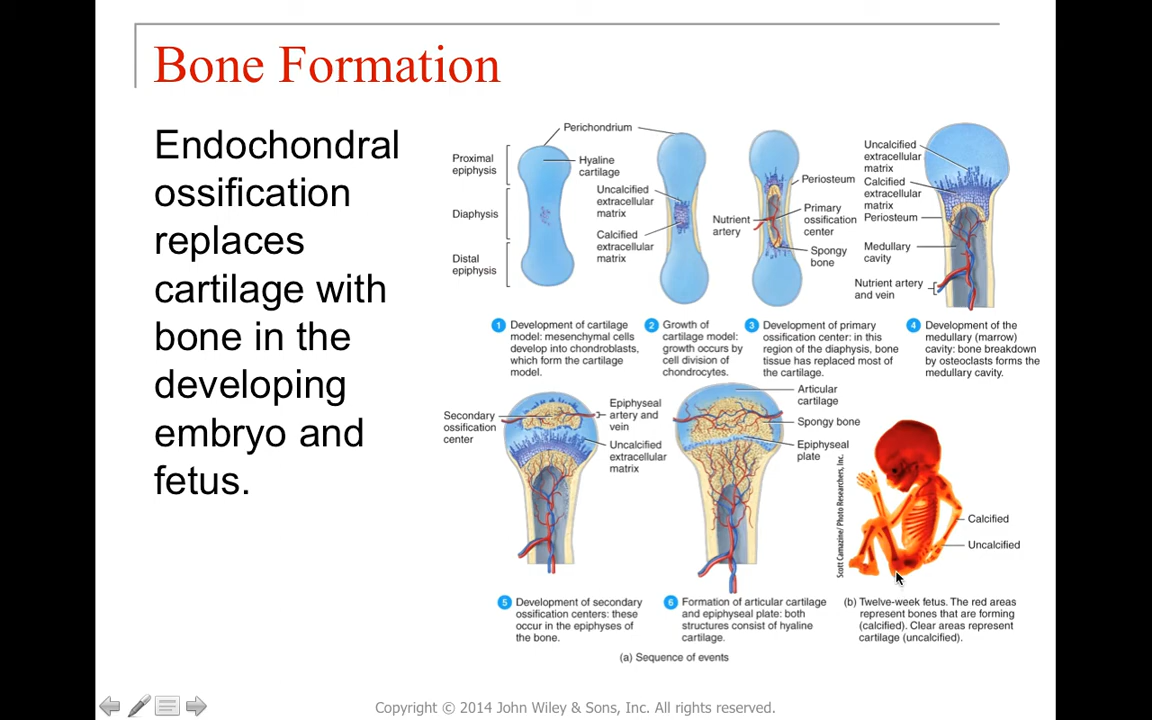 Bone Formation
Endochondral
ossification
replaces
cartilage with
bone in the
developing
embryo and
fetus.
Perichondrium
Proximal
epiphysis
Hyaline
cartilage
Diaphysis
Distal
epiphysis
Uncalcified
extracellular
matrix
Calcified
extracellular
matrix
Periosteum
Nutrient
artery
Primary
ossification
center
Spongy
bone
Uncalcified
extracellular
matrix
Calcified
extracellular
matrix
Periosteum
Medullary
cavity
Nutrient artery
and vein
1 Development of cartilage
model: mesenchymal cells
develop into chondroblasts,
which form the cartilage
model.
2 Growth of
cartilage model:
growth occurs by
cell division of
chondrocytes.
3 Development of primary
ossification center: in this
region of the diaphysis, bone
tissue has replaced most of
the cartilage.
4 Development of the
medullary (marrow)
cavity: bone breakdown
by osteoclasts forms the
medullary cavity.
Secondary
ossification
center
Epiphyseal
artery and
vein
Uncalcified
extracellular
matrix
Articular
cartilage
Spongy bone
Epiphyseal
plate
Scott Camazine/ Photo Researchers, Inc.
Calcified
Uncalcified
5 Development of secondary
ossification centers: these
occur in the epiphyses of
the bone.
6 Formation of articular cartilage
and epiphyseal plate: both
structures consist of hyaline
cartilage.
(b) Twelve-week fetus. The red areas
represent bones that are forming
(calcified). Clear areas represent
cartilage (uncalcified).
(a) Sequence of events
Copyright © 2014 John Wiley & Sons, Inc. All rights reserved.